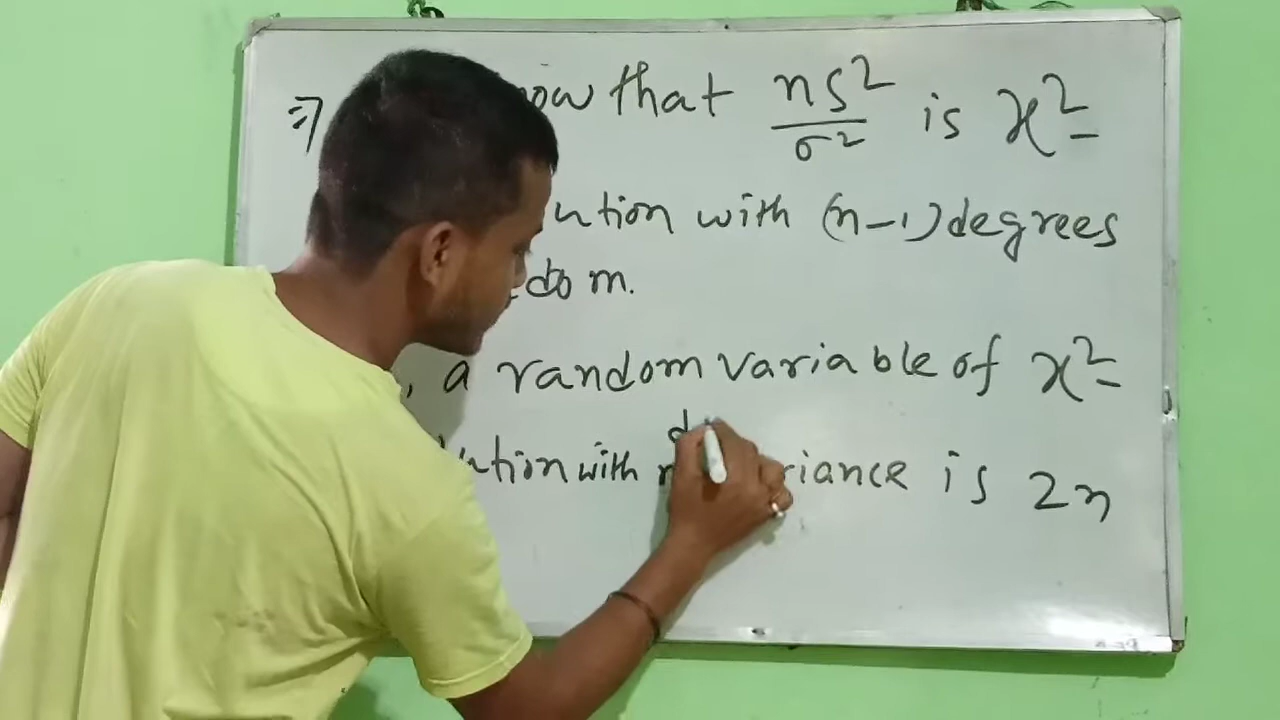 ⇒ now that nS²/σ² is χ²-
ution with (n-1) degrees
dom.
, a random variable of χ²-
ution with riance is 2n